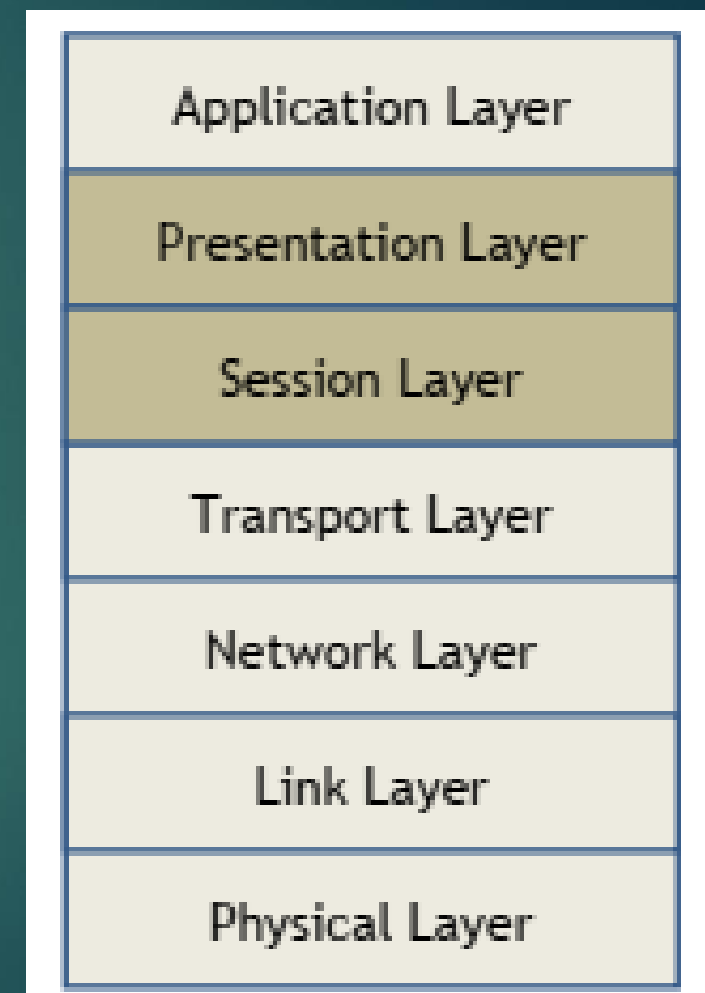 Application Layer
Presentation Layer
Session Layer
Transport Layer
Network Layer
Link Layer
Physical Layer